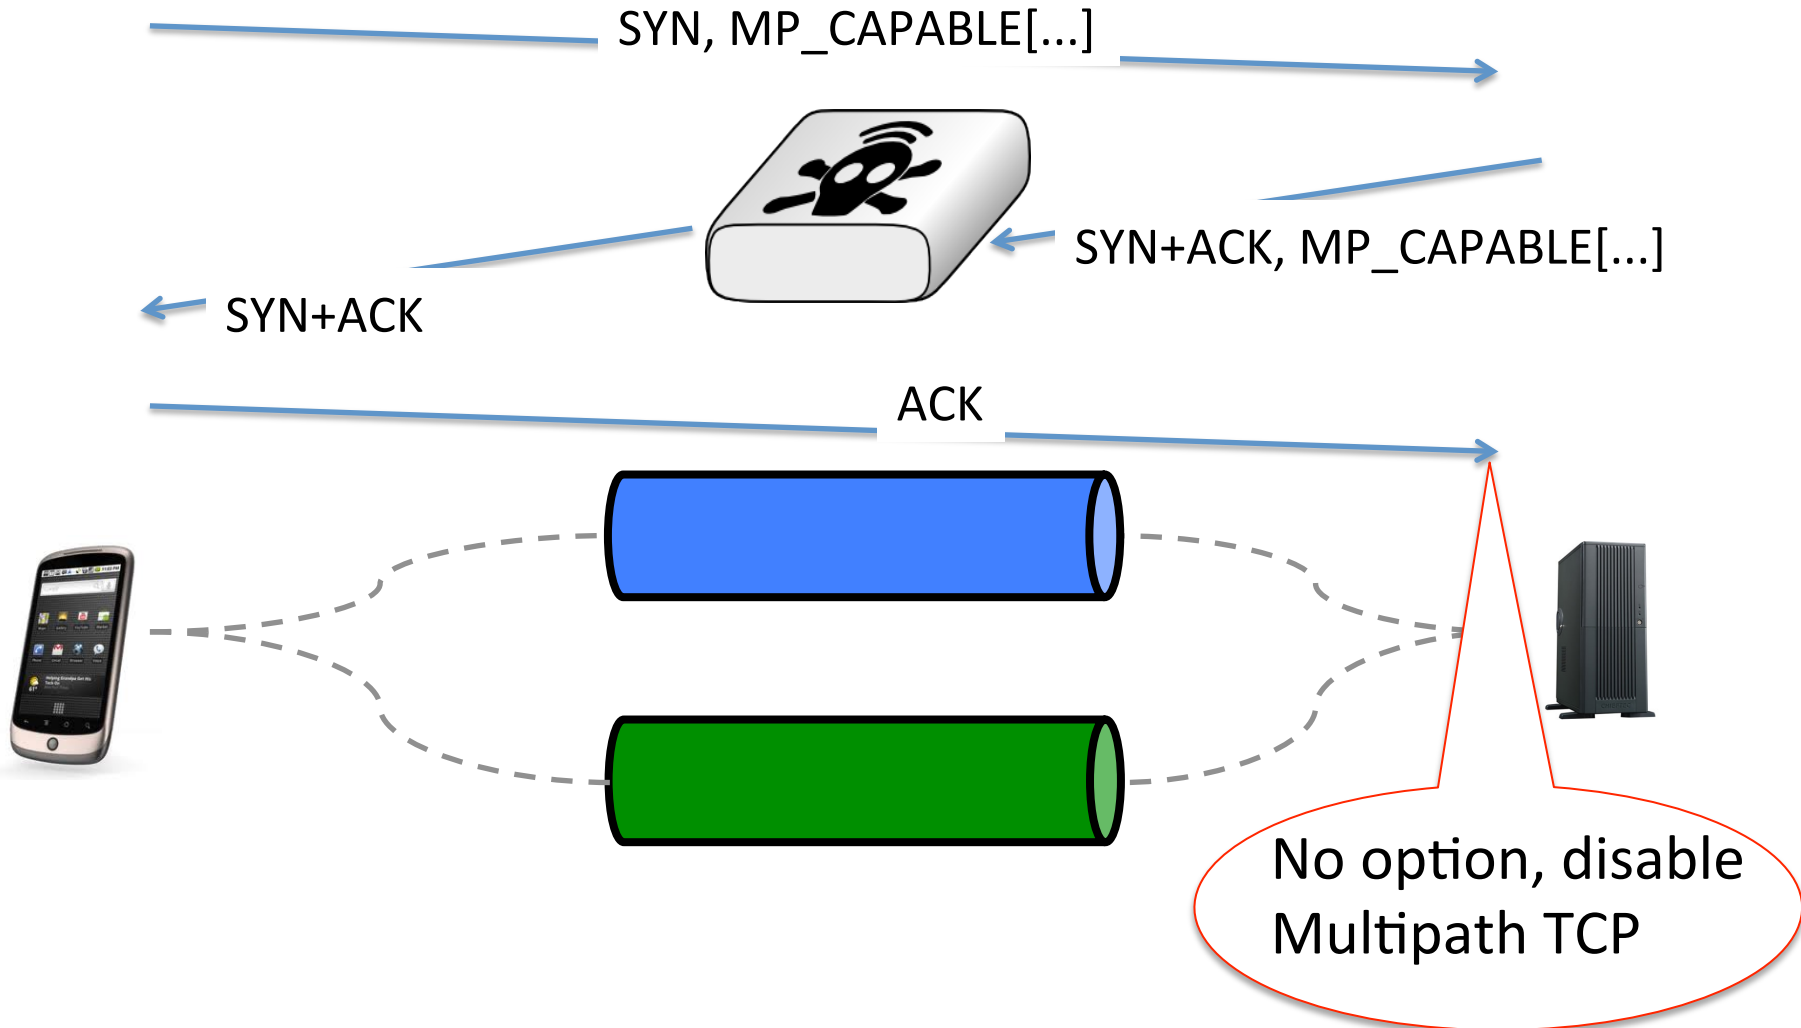 SYN, MP_CAPABLE[...]
SYN+ACK, MP_CAPABLE[...]
SYN+ACK
ACK
No option, disable
Multipath TCP